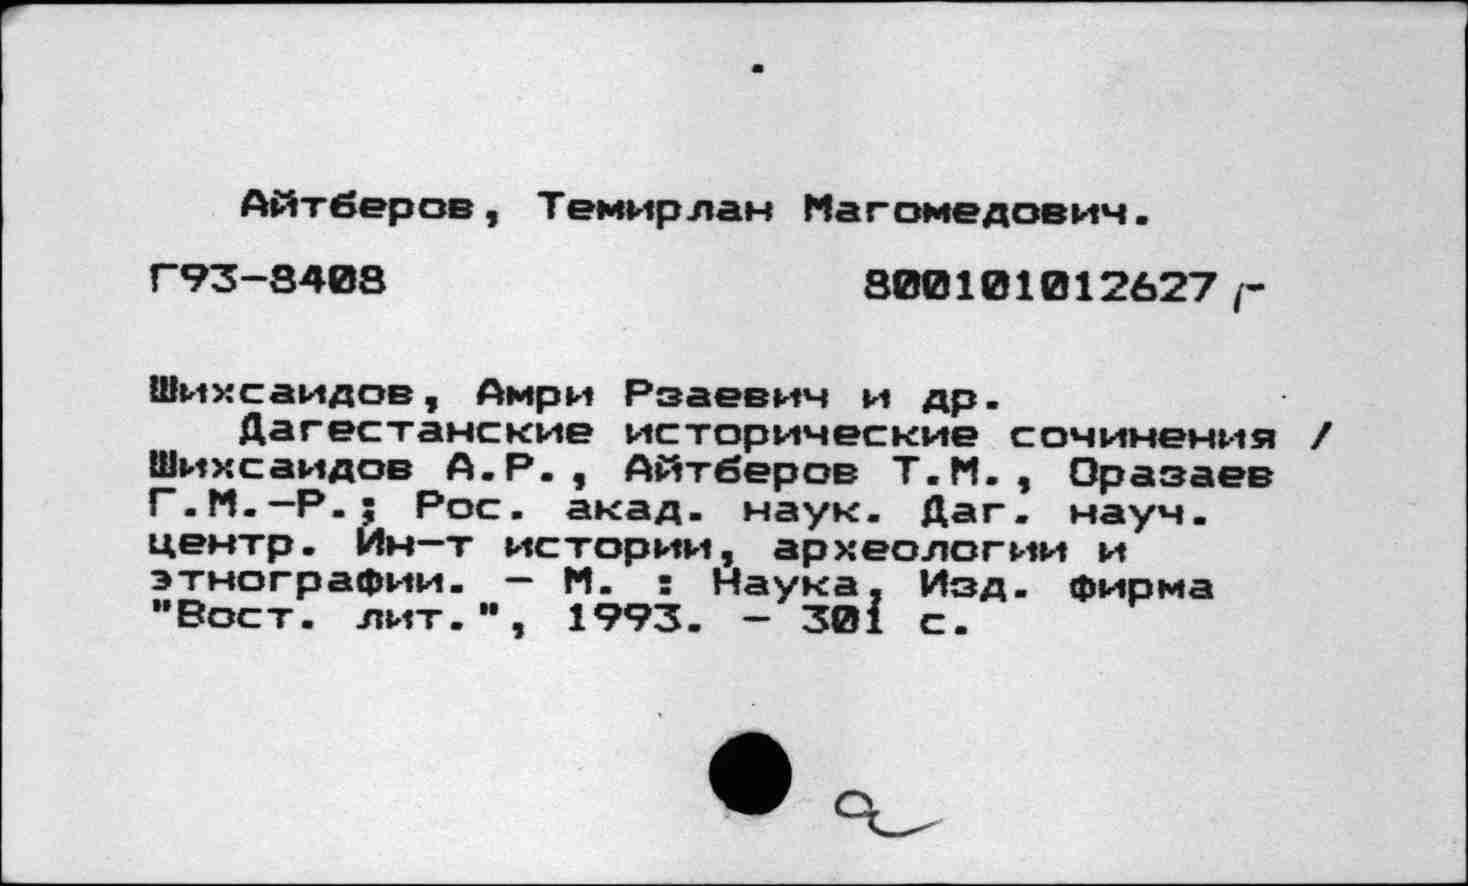 Айтберов, Темирлан Магомедович.
Г93-8408 800101012627 г
Шихсаидов, Амри Рзаевич и др.
Дагестанские исторические сочинения /
Шихсаидов А.Р., Айтберов Т.М., Оразаев
Г.М.-Р.; Рос. акад. наук. Даг. науч.
центр. Ин-т истории, археологии и
этнографии. - М. : Наука, Изд. фирма
"Вост. лит.", 1993. - 301 с.